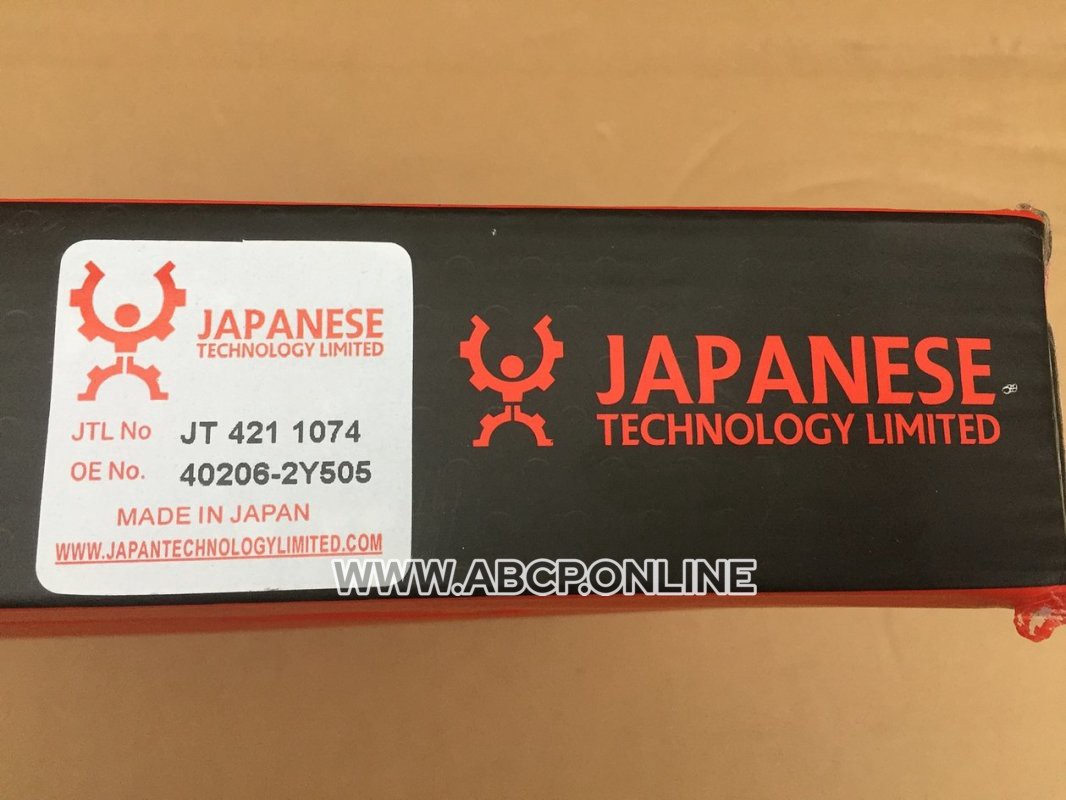 JAPANESE
TECHNOLOGY LIMITED
JTL No JT 421 1074
OE No. 40206-2Y505
MADE IN JAPAN
WWW.JAPANTECHNOLOGYLIMITED.COM
JAPANESE
TECHNOLOGY LIMITED
WWW.ABCP.ONLINE